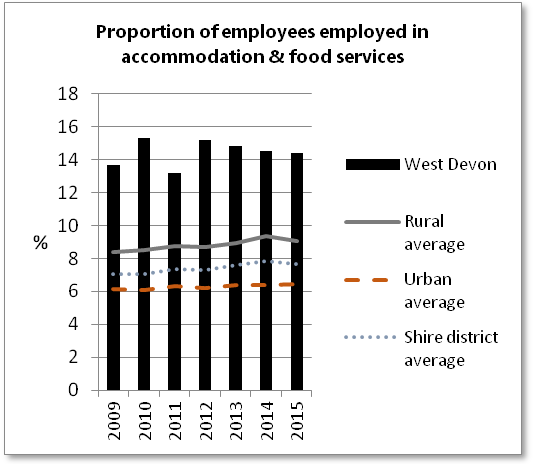 Proportion of employees employed in
accommodation & food services
18
16
14
12
10
8
6
4
2
0
%
2009
2010
2011
2012
2013
2014
2015
West Devon
Rural
average
Urban
average
Shire district
average